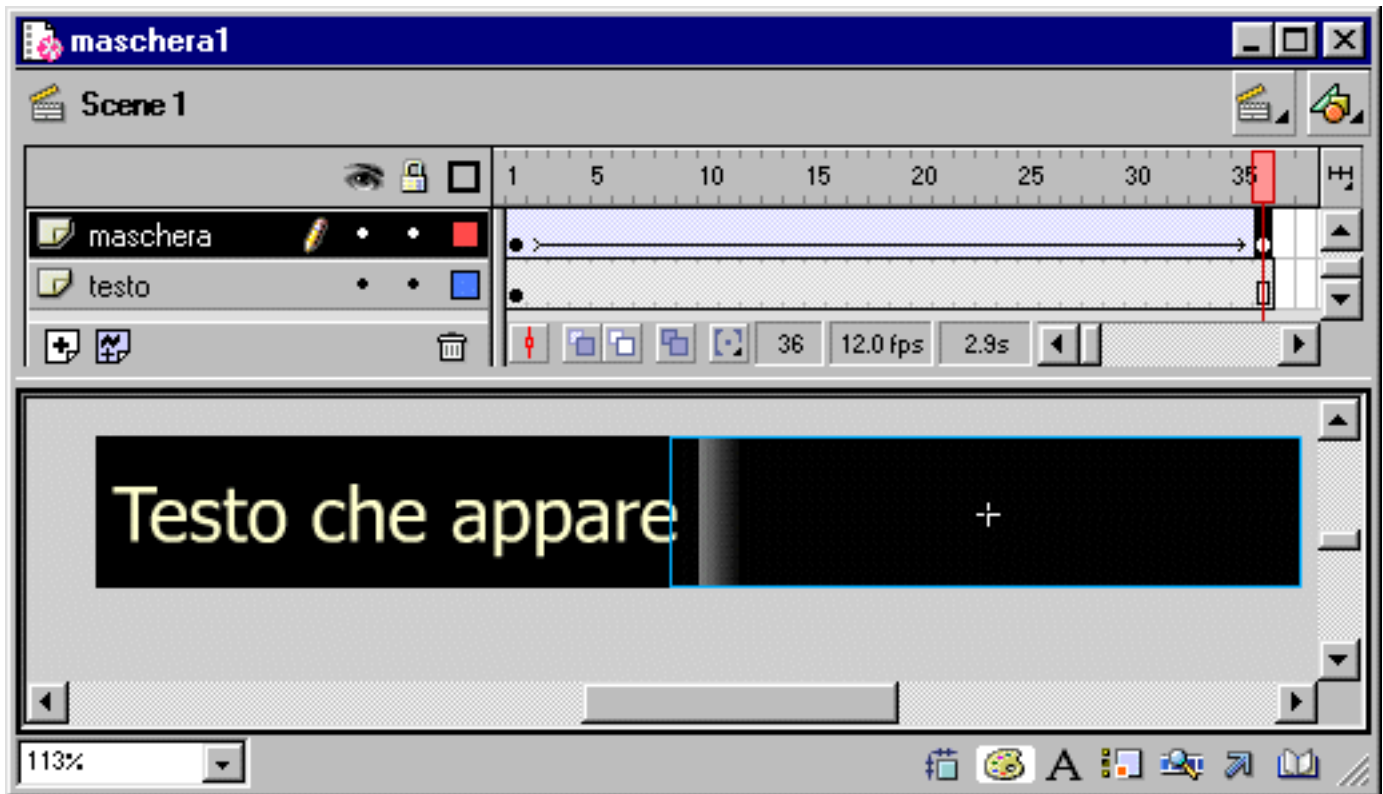 maschera1
Scene 1
1 5 10 15 20 25 30 35
maschera
testo
36 12.0 fps 2.9s
Testo che appare
113%